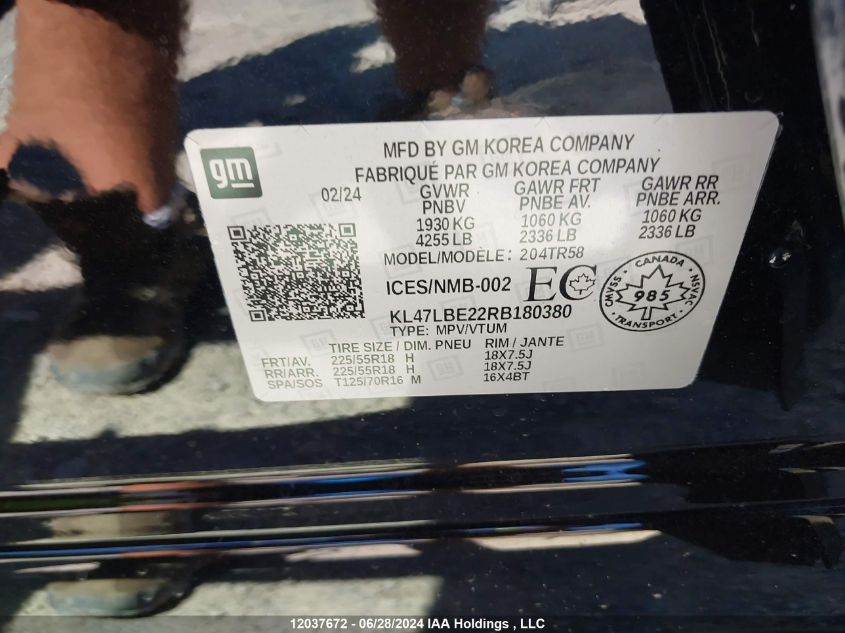 gm
MFD BY GM KOREA COMPANY
FABRIQUÉ PAR GM KOREA COMPANY
02/24
GVWR GAWR FRT GAWR RR
PNBV PNBE AV. PNBE ARR.
1930 KG 1060 KG 1060 KG
4255 LB 2336 LB 2336 LB
MODEL/MODÈLE: 204TR58
ICES/NMB-002 EC
CANADA
CMVSS 985 NSVAC
TRANSPORT
KL47LBE22RB180380
TYPE: MPV/VTUM
TIRE SIZE / DIM. PNEU RIM / JANTE
FRT/AV. 225/55R18 H 18X7.5J
RR/ARR. 225/55R18 H 18X7.5J
SPA/SOS T125/70R16 M 16X4BT
12037672 - 06/28/2024 IAA Holdings , LLC